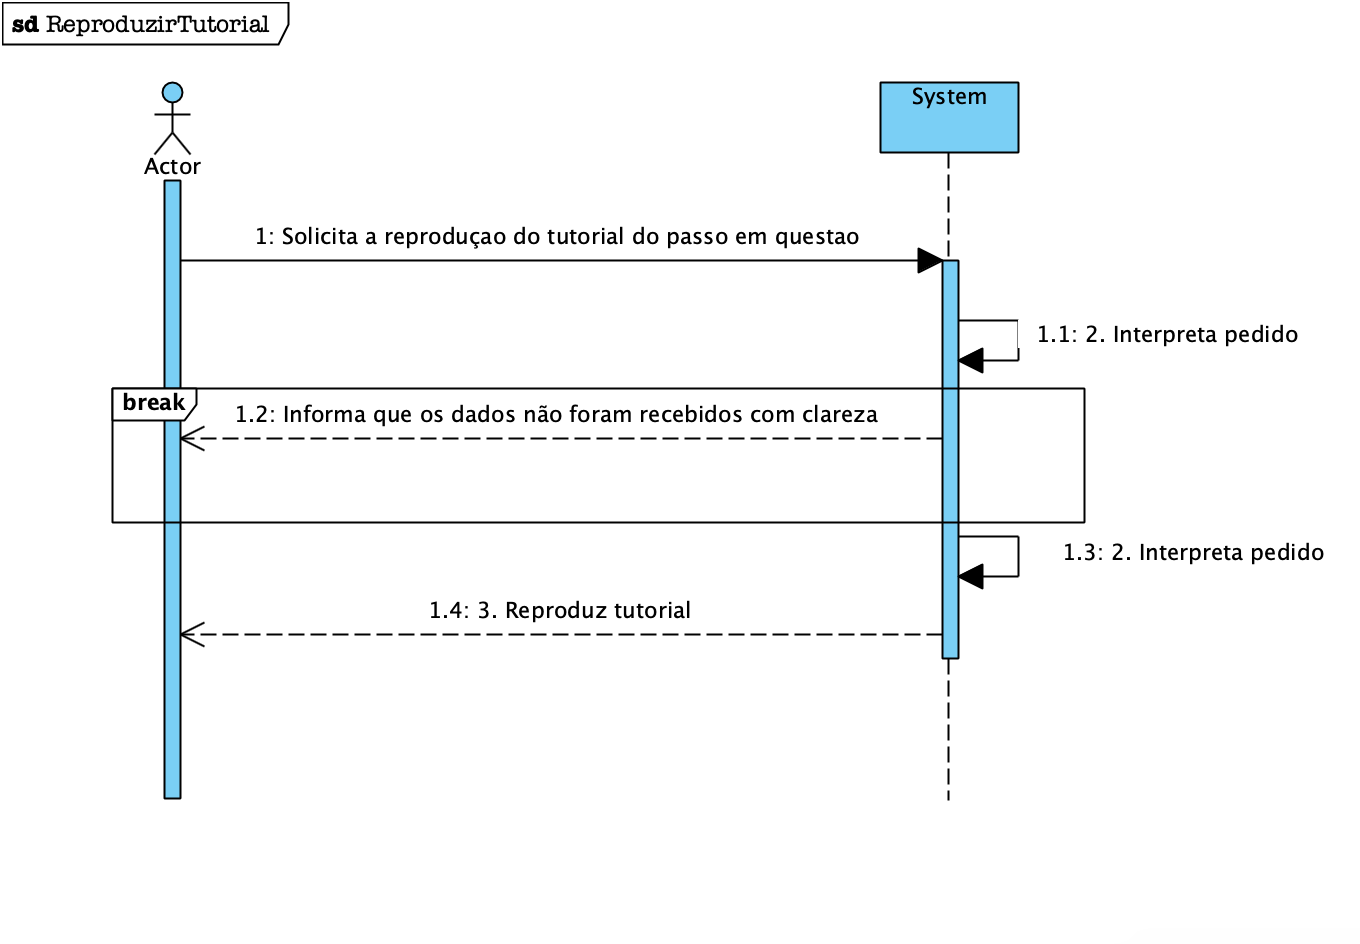 sd ReproduzirTutorial
System
Actor
1: Solicita a reproduçao do tutorial do passo em questao
1.1: 2. Interpreta pedido
break
1.2: Informa que os dados não foram recebidos com clareza
1.3: 2. Interpreta pedido
1.4: 3. Reproduz tutorial